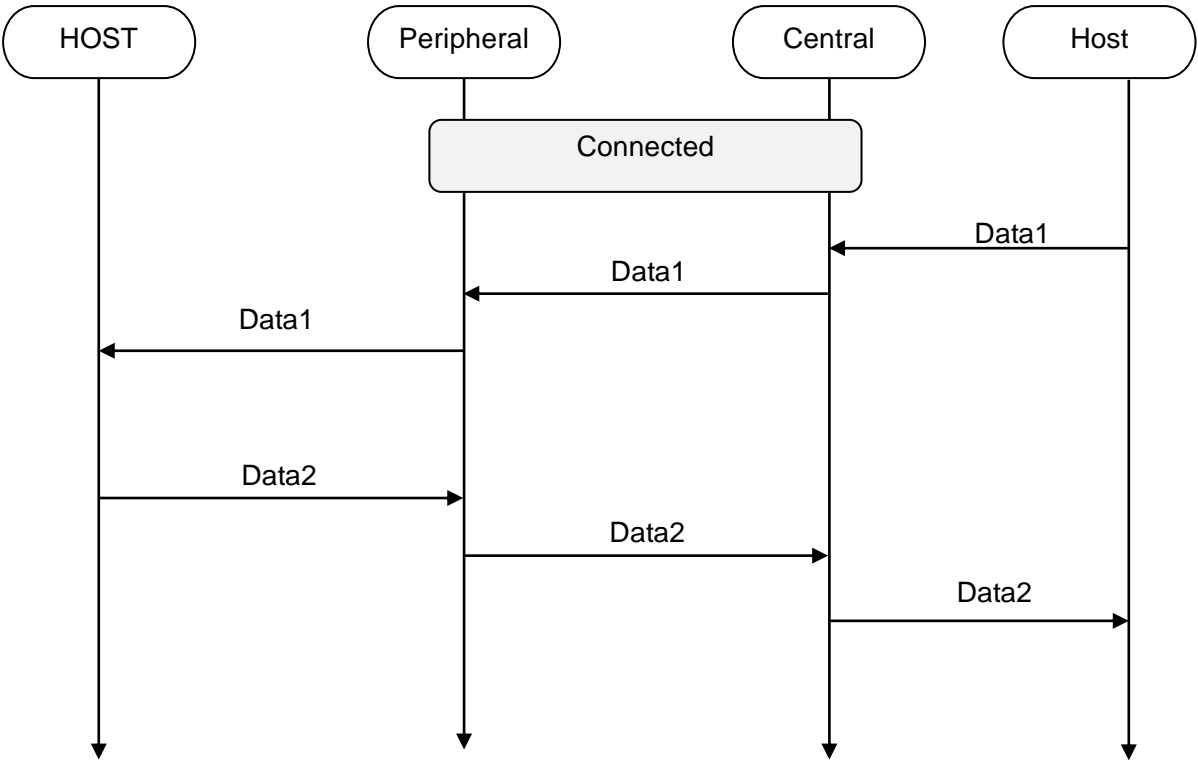 HOST
Peripheral
Central
Host
Connected
Data1
Data1
Data1
Data2
Data2
Data2